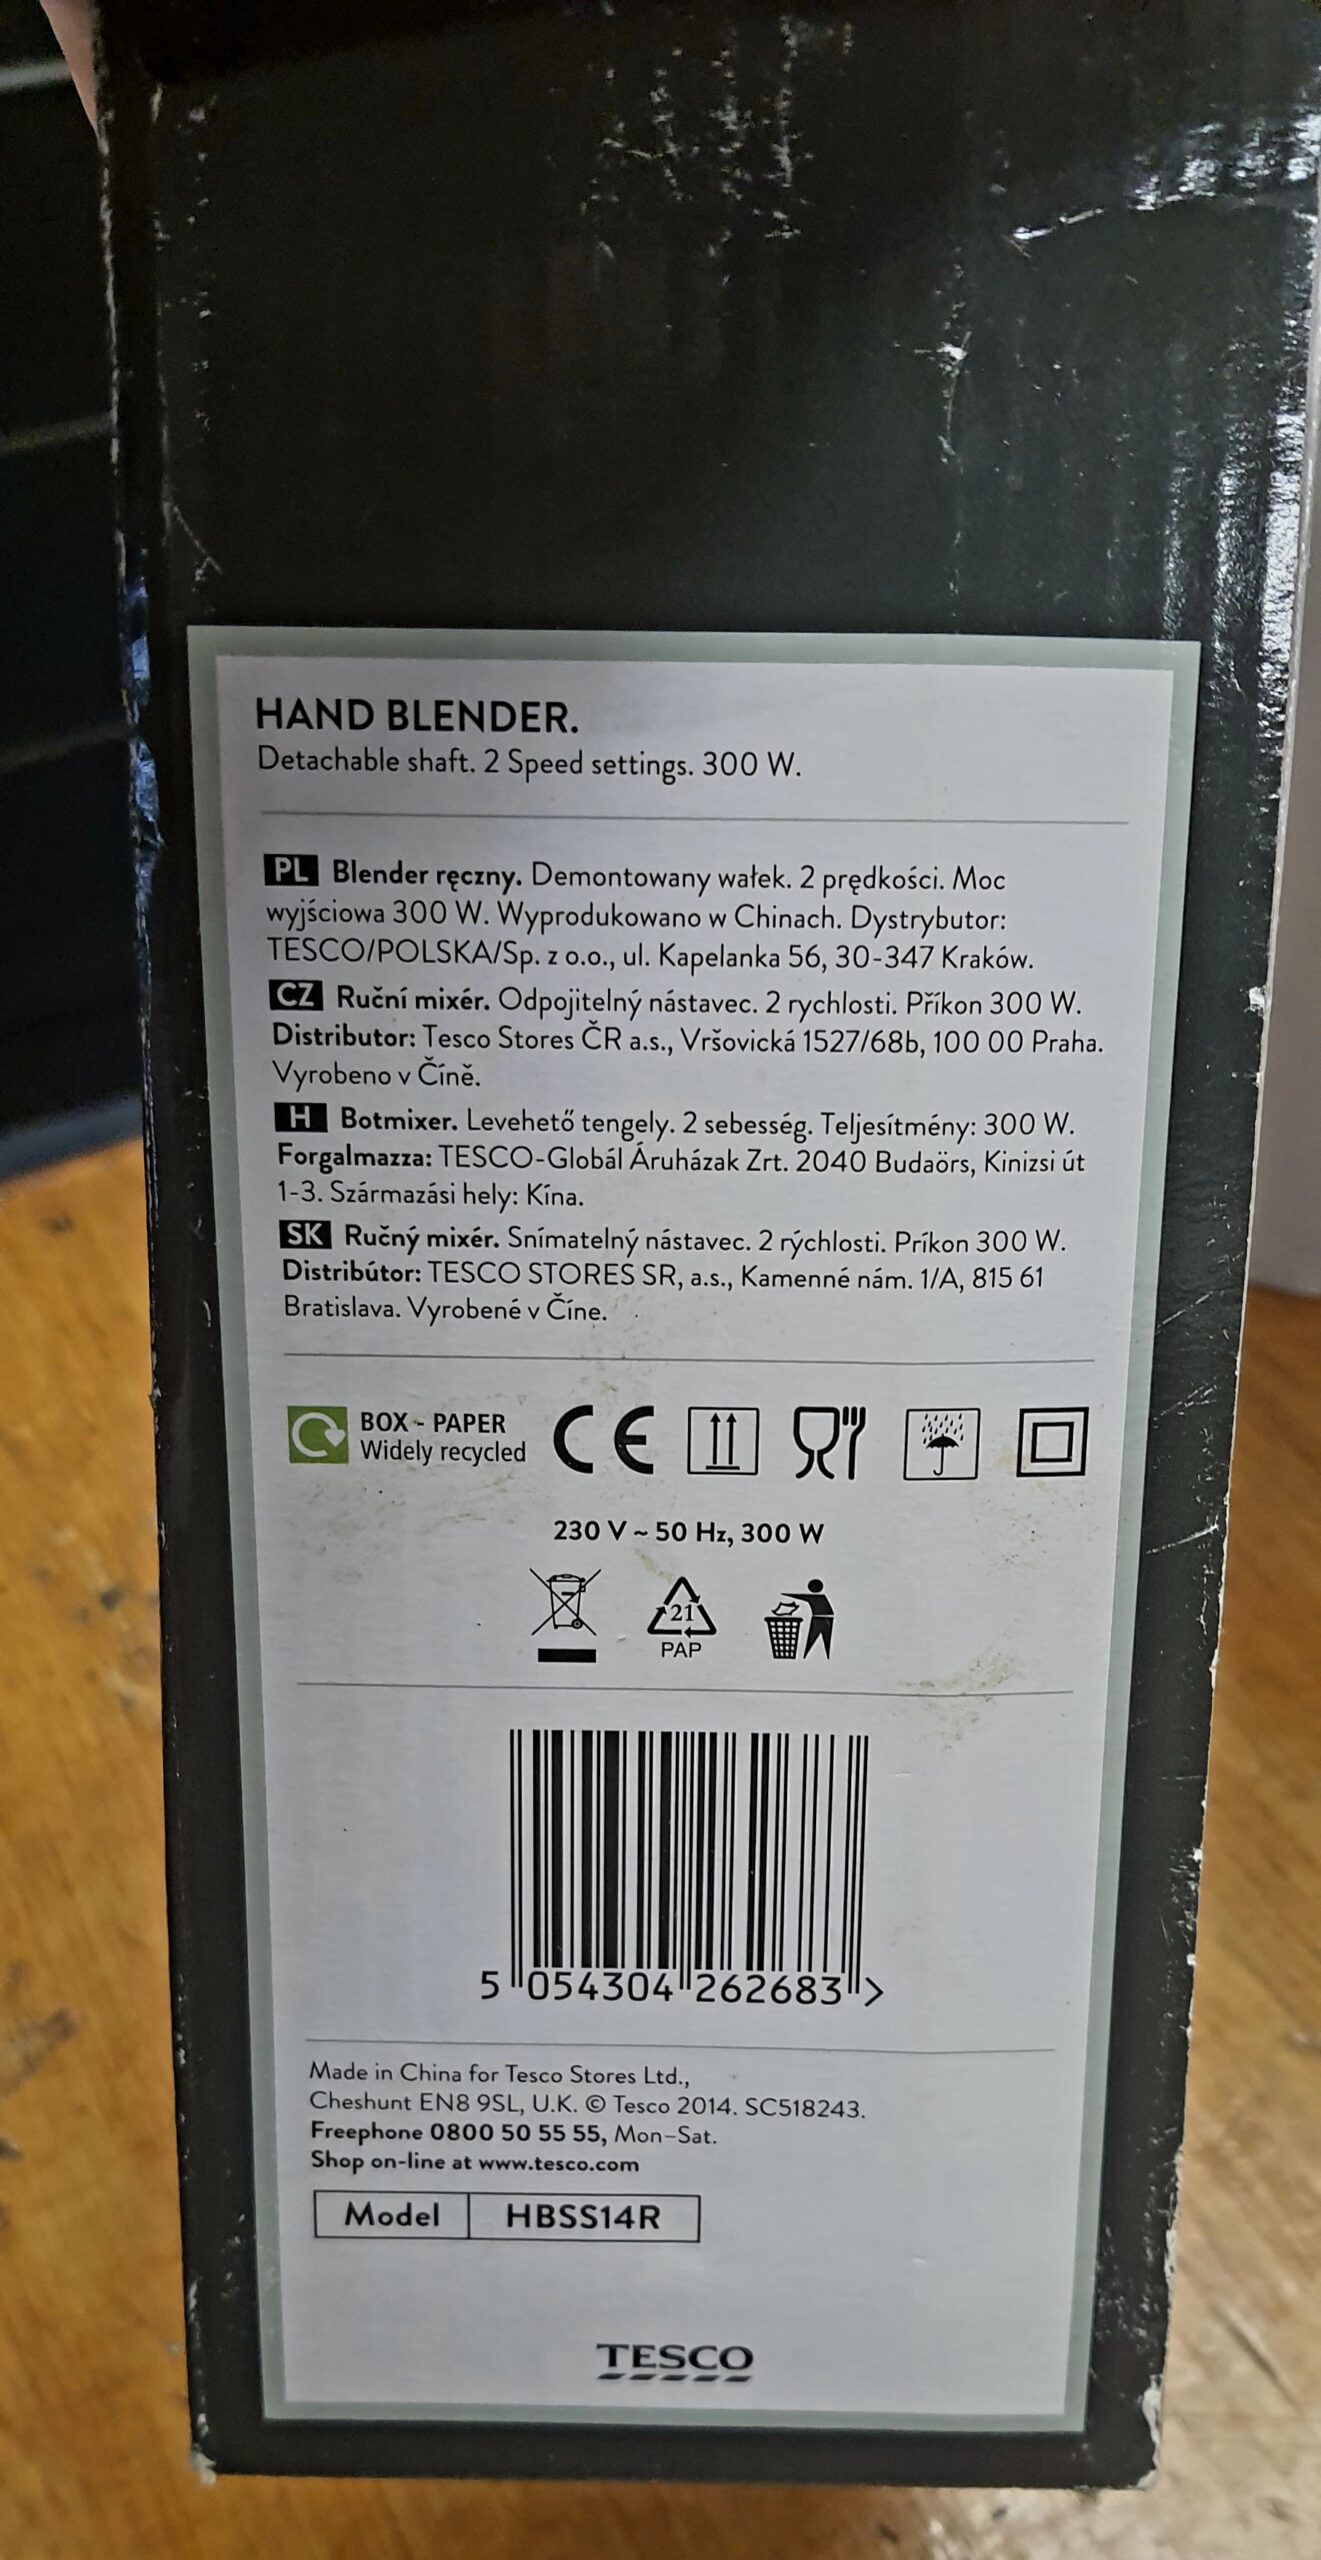 HAND BLENDER.
Detachable shaft. 2 Speed settings. 300 W.
PL Blender ręczny. Demontowany wałek. 2 prędkości. Moc
wyjściowa 300 W. Wyprodukowano w Chinach. Dystrybutor:
TESCO/POLSKA/Sp. z o.o., ul. Kapelanka 56, 30-347 Kraków.
CZ Ruční mixér. Odpojitelný nástavec. 2 rychlosti. Příkon 300 W.
Distributor: Tesco Stores ČR a.s., Vršovická 1527/68b, 100 00 Praha.
Vyrobeno v Číně.
H Botmixer. Levehető tengely. 2 sebesség. Teljesítmény: 300 W.
Forgalmazza: TESCO-Globál Áruházak Zrt. 2040 Budaörs, Kinizsi út
1-3. Származási hely: Kína.
SK Ručný mixér. Snímatelný nástavec. 2 rýchlosti. Príkon 300 W.
Distribútor: TESCO STORES SR, a.s., Kamenné nám. 1/A, 815 61
Bratislava. Vyrobené v Číne.
BOX - PAPER
Widely recycled
CE
230 V ~ 50 Hz, 300 W
21
PAP
5 054304 262683 >
Made in China for Tesco Stores Ltd.,
Cheshunt EN8 9SL, U.K. © Tesco 2014. SC518243.
Freephone 0800 50 55 55, Mon–Sat.
Shop on-line at www.tesco.com
Model HBSS14R
TESCO